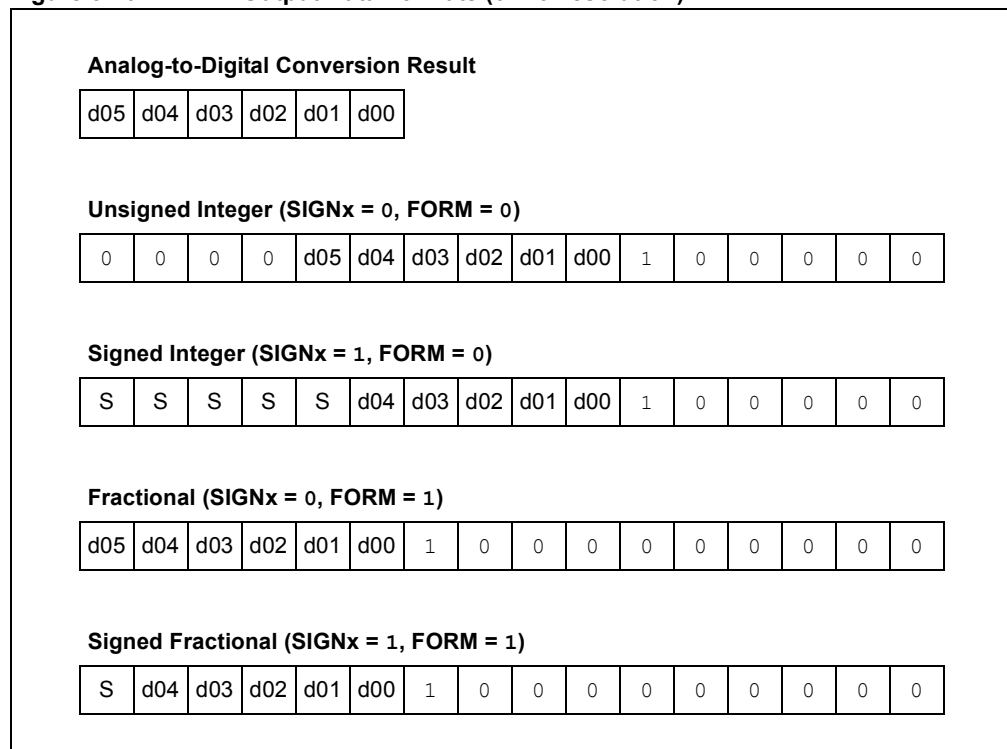 Analog-to-Digital Conversion Result
d05 d04 d03 d02 d01 d00
Unsigned Integer (SIGNx = 0, FORM = 0)
0 0 0 0 d05 d04 d03 d02 d01 d00 1 0 0 0 0 0
Signed Integer (SIGNx = 1, FORM = 0)
S S S S S d04 d03 d02 d01 d00 1 0 0 0 0 0
Fractional (SIGNx = 0, FORM = 1)
d05 d04 d03 d02 d01 d00 1 0 0 0 0 0 0 0 0 0
Signed Fractional (SIGNx = 1, FORM = 1)
S d04 d03 d02 d01 d00 1 0 0 0 0 0 0 0 0 0